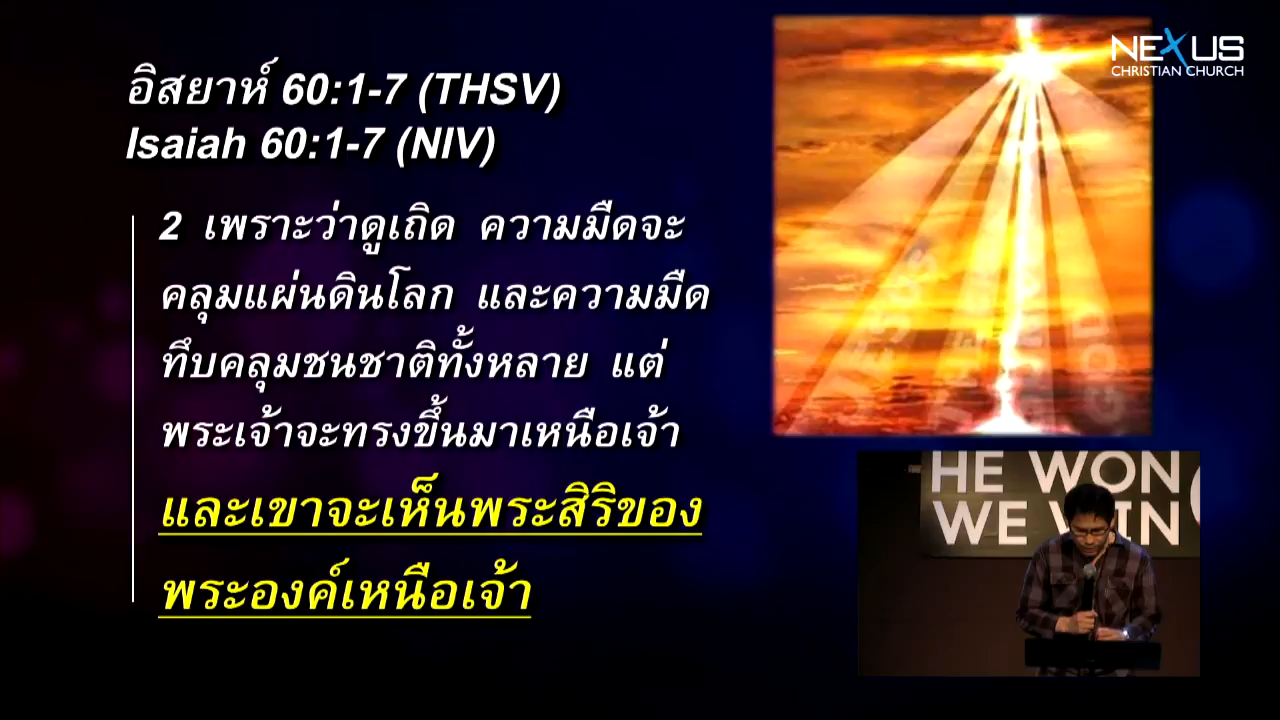 อิสยาห์ 60:1-7 (THSV)
Isaiah 60:1-7 (NIV)
2 เพราะว่าดูเถิด ความมืดจะ
คลุมแผ่นดินโลก และความมืด
ทึบคลุมชนชาติทั้งหลาย แต่
พระเจ้าจะทรงขึ้นมาเหนือเจ้า
และเขาจะเห็นพระสิริของ
พระองค์เหนือเจ้า
NEXUS
CHRISTIAN CHURCH
JESUS
GOD
HE WON
WE WIN